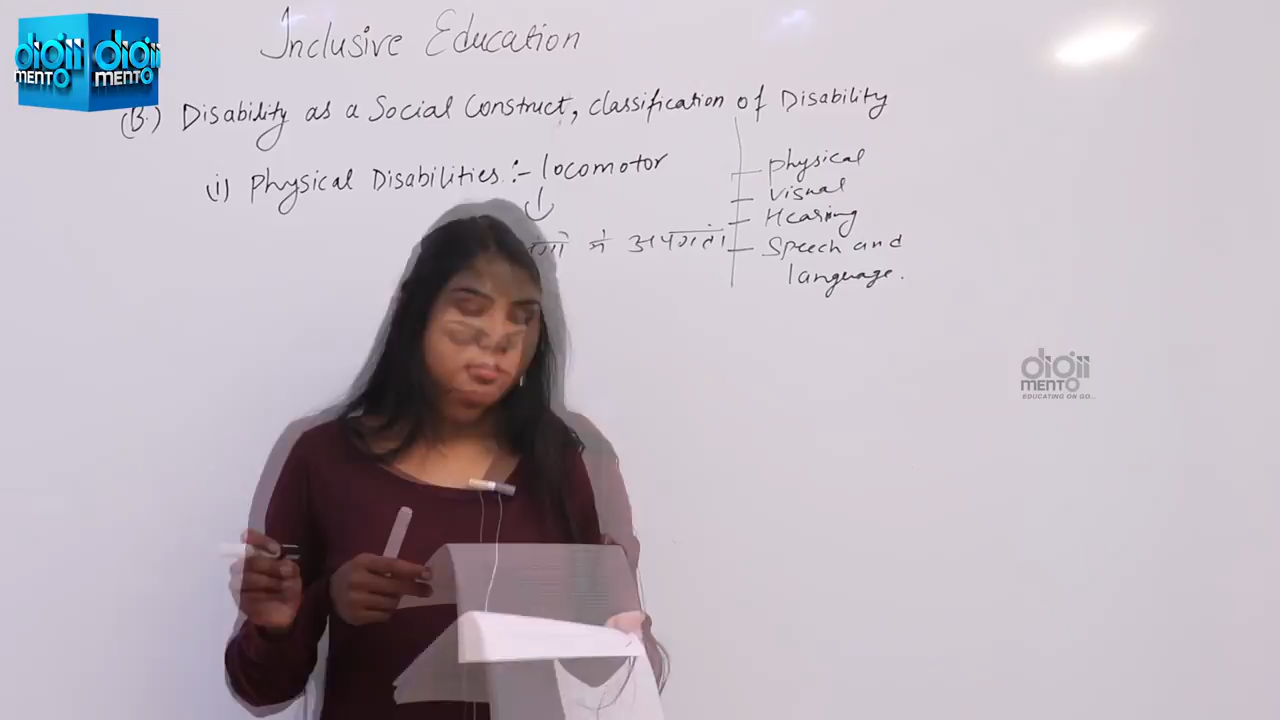 digii digii
MENTO MENTO
Inclusive Education
(B.) Disability as a Social Construct, classification of Disability
(i) Physical Disabilities :- locomotor
में अपंगता
physical
Visual
Hearing
Speech and
language.
digii
MENTO
EDUCATING ON GO...